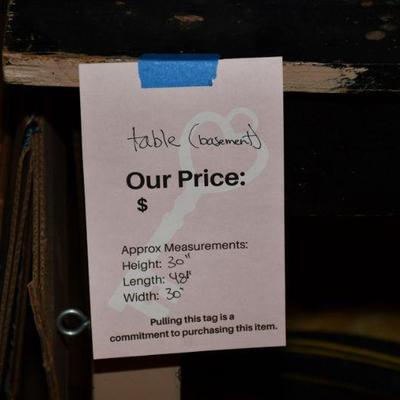 table (basement)
Our Price:
$
Approx Measurements:
Height: 30"
Length: 48"
Width: 30"
Pulling this tag is a
commitment to purchasing this item.